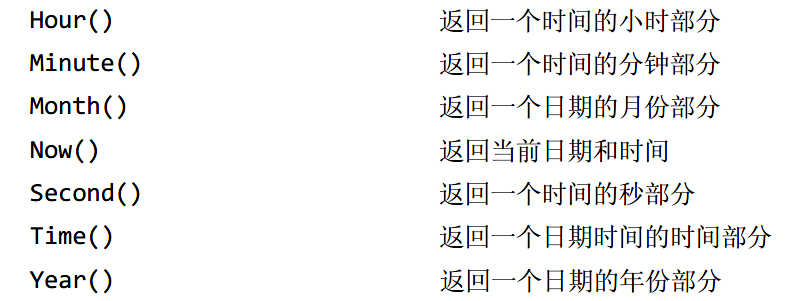 Hour() 返回一个时间的小时部分
Minute() 返回一个时间的分钟部分
Month() 返回一个日期的月份部分
Now() 返回当前日期和时间
Second() 返回一个时间的秒部分
Time() 返回一个日期时间的时间部分
Year() 返回一个日期的年份部分